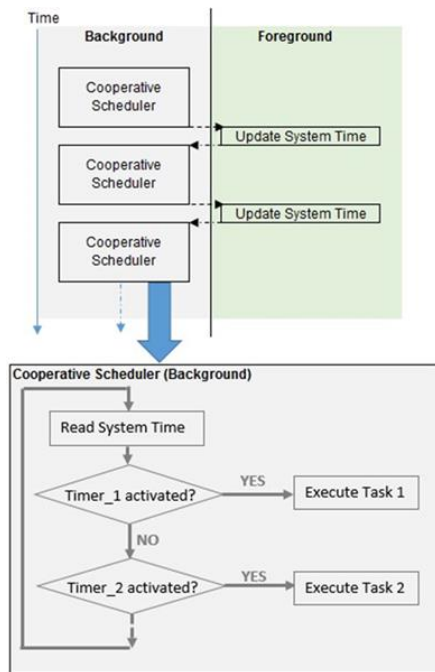 Time
Background
Foreground
Cooperative
Scheduler
Update System Time
Cooperative
Scheduler
Update System Time
Cooperative
Scheduler
Cooperative Scheduler (Background)
Read System Time
Timer_1 activated?
YES
Execute Task 1
NO
Timer_2 activated?
YES
Execute Task 2